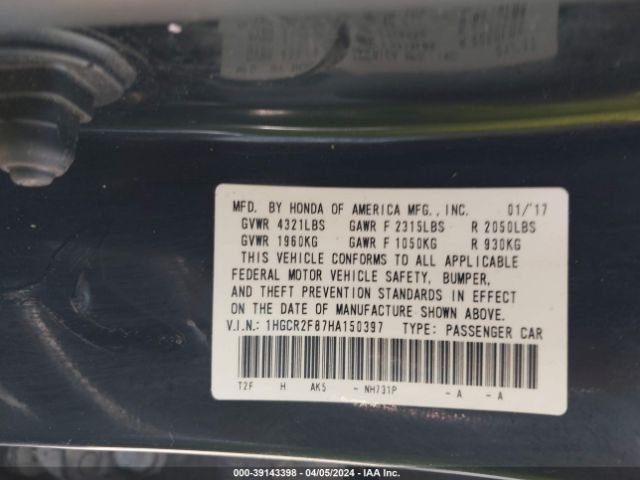 MFD. BY HONDA OF AMERICA MFG., INC. 01/'17
GVWR 4321LBS GAWR F 2315LBS R 2050LBS
GVWR 1960KG GAWR F 1050KG R 930KG
THIS VEHICLE CONFORMS TO ALL APPLICABLE
FEDERAL MOTOR VEHICLE SAFETY, BUMPER,
AND THEFT PREVENTION STANDARDS IN EFFECT
ON THE DATE OF MANUFACTURE SHOWN ABOVE.
V.I.N.: 1HGCR2F87HA150397 TYPE: PASSENGER CAR
T2F H AK5 - NH731P - A - A
000-39143398 - 04/05/2024 - IAA Inc.